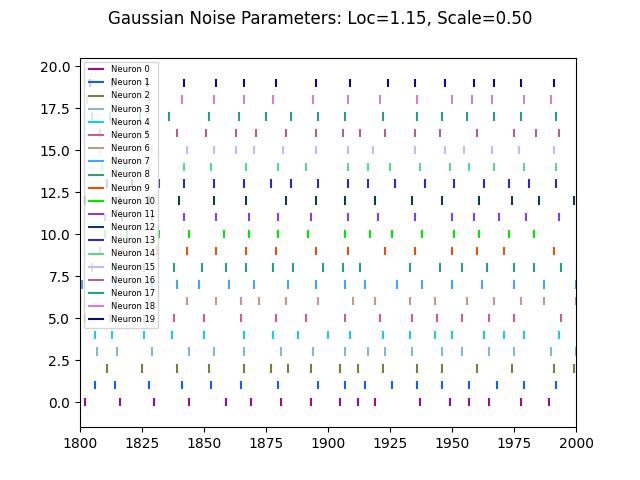 Gaussian Noise Parameters: Loc=1.15, Scale=0.50
20.0
17.5
15.0
12.5
10.0
7.5
5.0
2.5
0.0
Neuron 0
Neuron 1
Neuron 2
Neuron 3
Neuron 4
Neuron 5
Neuron 6
Neuron 7
Neuron 8
Neuron 9
Neuron 10
Neuron 11
Neuron 12
Neuron 13
Neuron 14
Neuron 15
Neuron 16
Neuron 17
Neuron 18
Neuron 19
1800 1825 1850 1875 1900 1925 1950 1975 2000